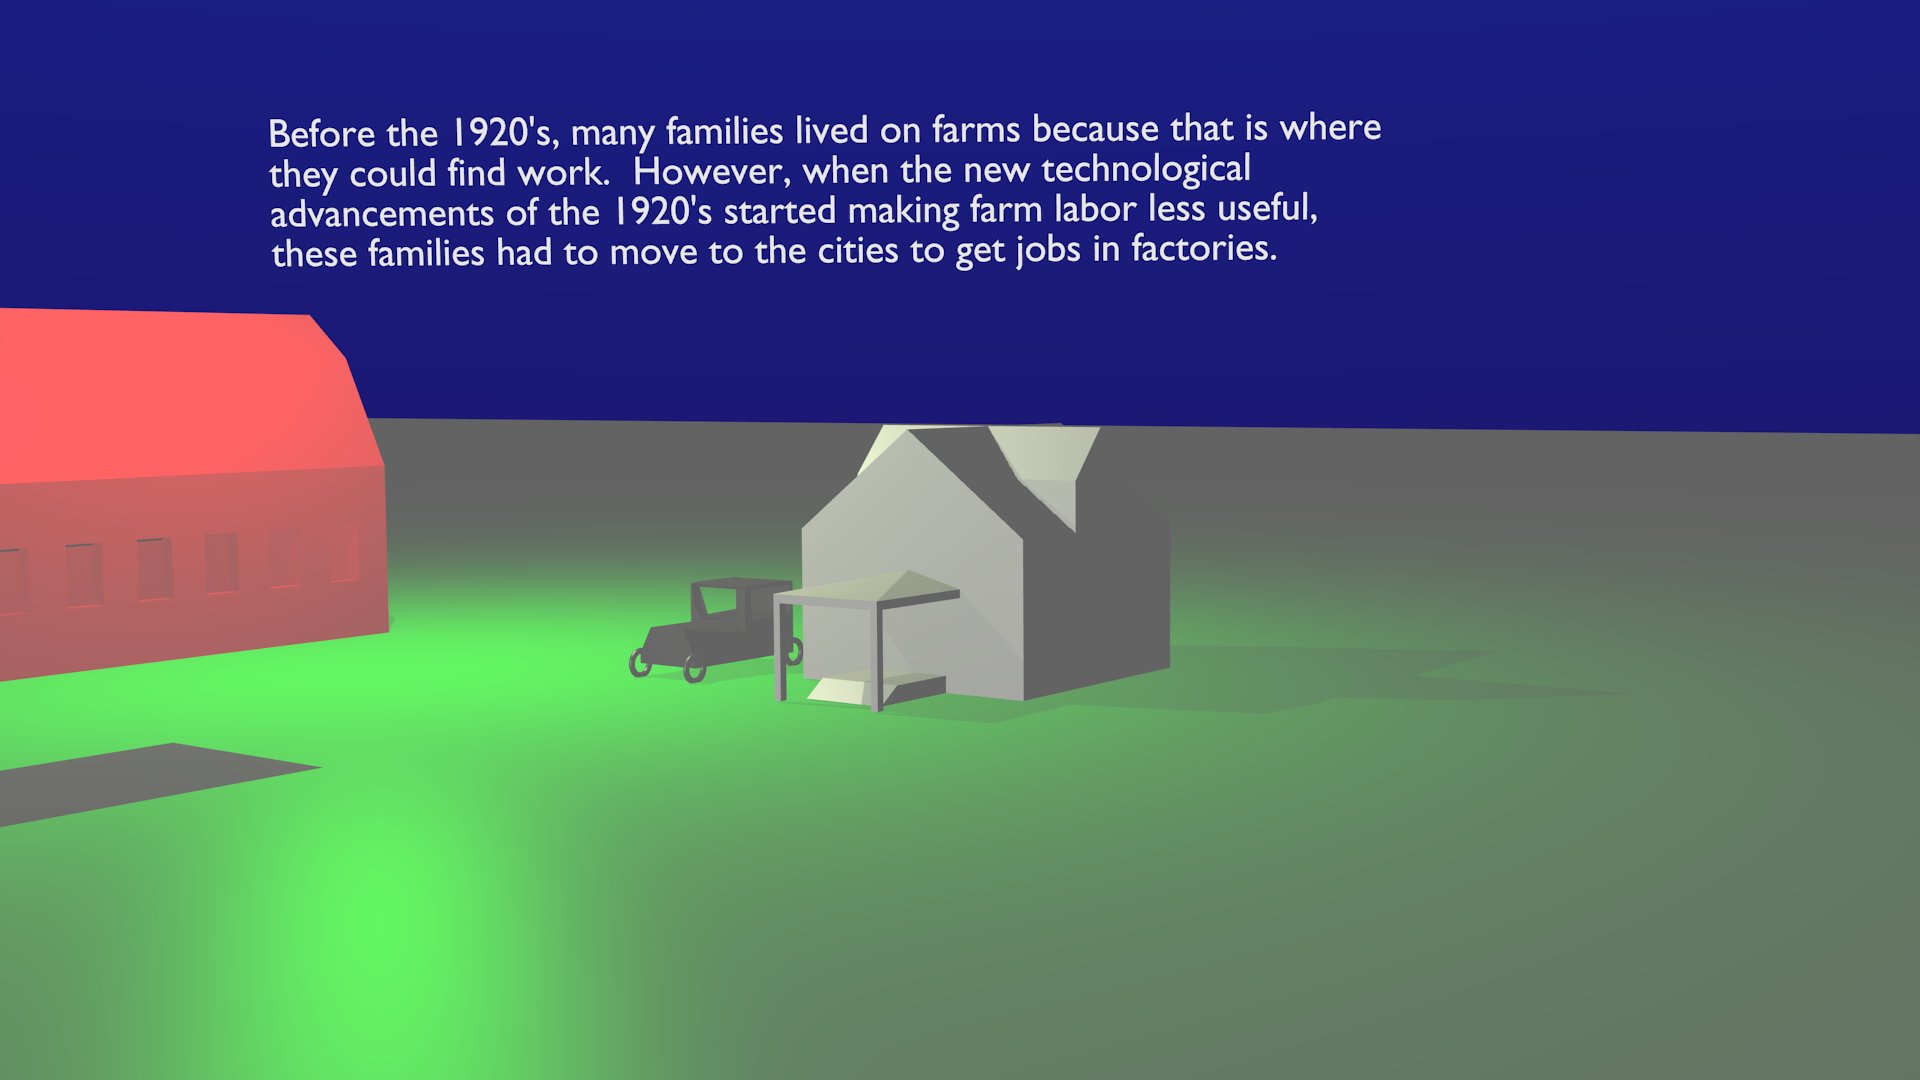 Before the 1920's, many families lived on farms because that is where
they could find work.  However, when the new technological
advancements of the 1920's started making farm labor less useful,
these families had to move to the cities to get jobs in factories.